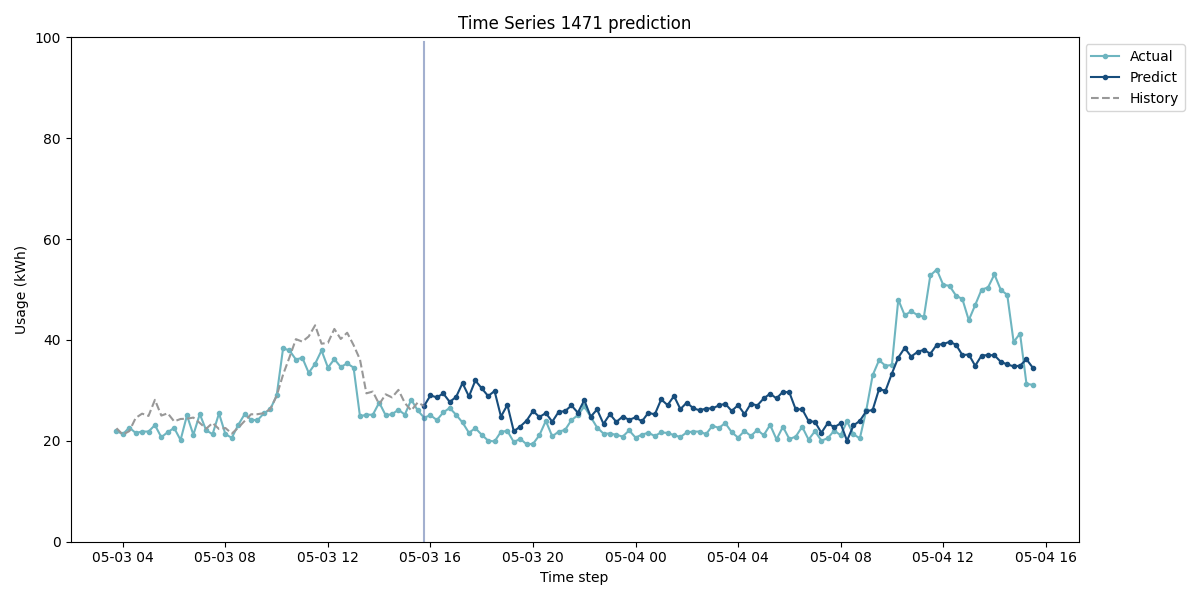 Time Series 1471 prediction
100
80
60
40
20
0
Usage (kWh)
05-03 04
05-03 08
05-03 12
05-03 16
05-03 20
05-04 00
05-04 04
05-04 08
05-04 12
05-04 16
Time step
Actual
Predict
History